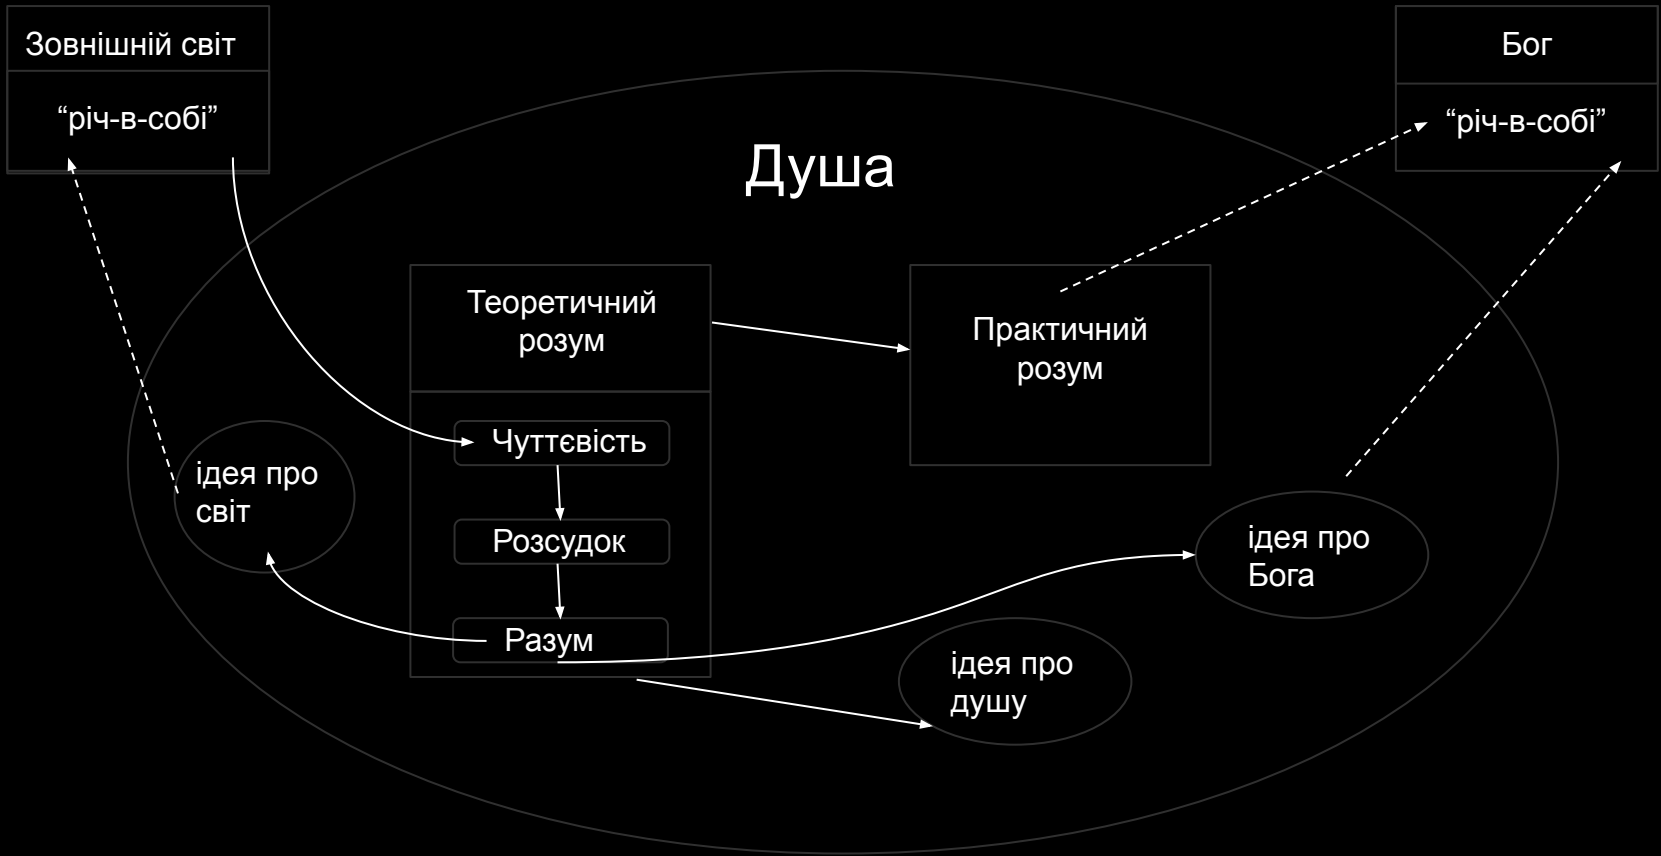 Зовнішній світ
“річ-в-собі”
Бог
“річ-в-собі”
Душа
Теоретичний
розум
Чуттєвість
Розсудок
Разум
Практичний
розум
ідея про
світ
ідея про
Бога
ідея про
душу